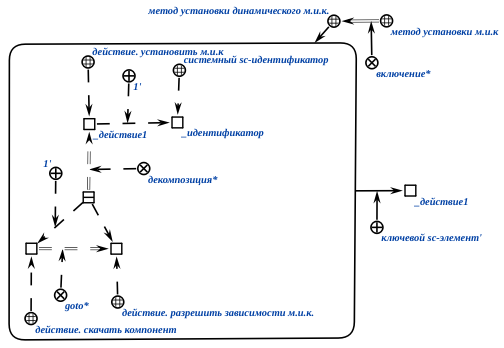 метод установки динамического м.и.к.
метод установки м.и.к
включение*
действие. установить м.и.к
системный sc-идентификатор
1'
_действие1
_идентификатор
1'
декомпозиция*
_действие1
ключевой sc-элемент'
goto*
действие. разрешить зависимости м.и.к.
действие. скачать компонент